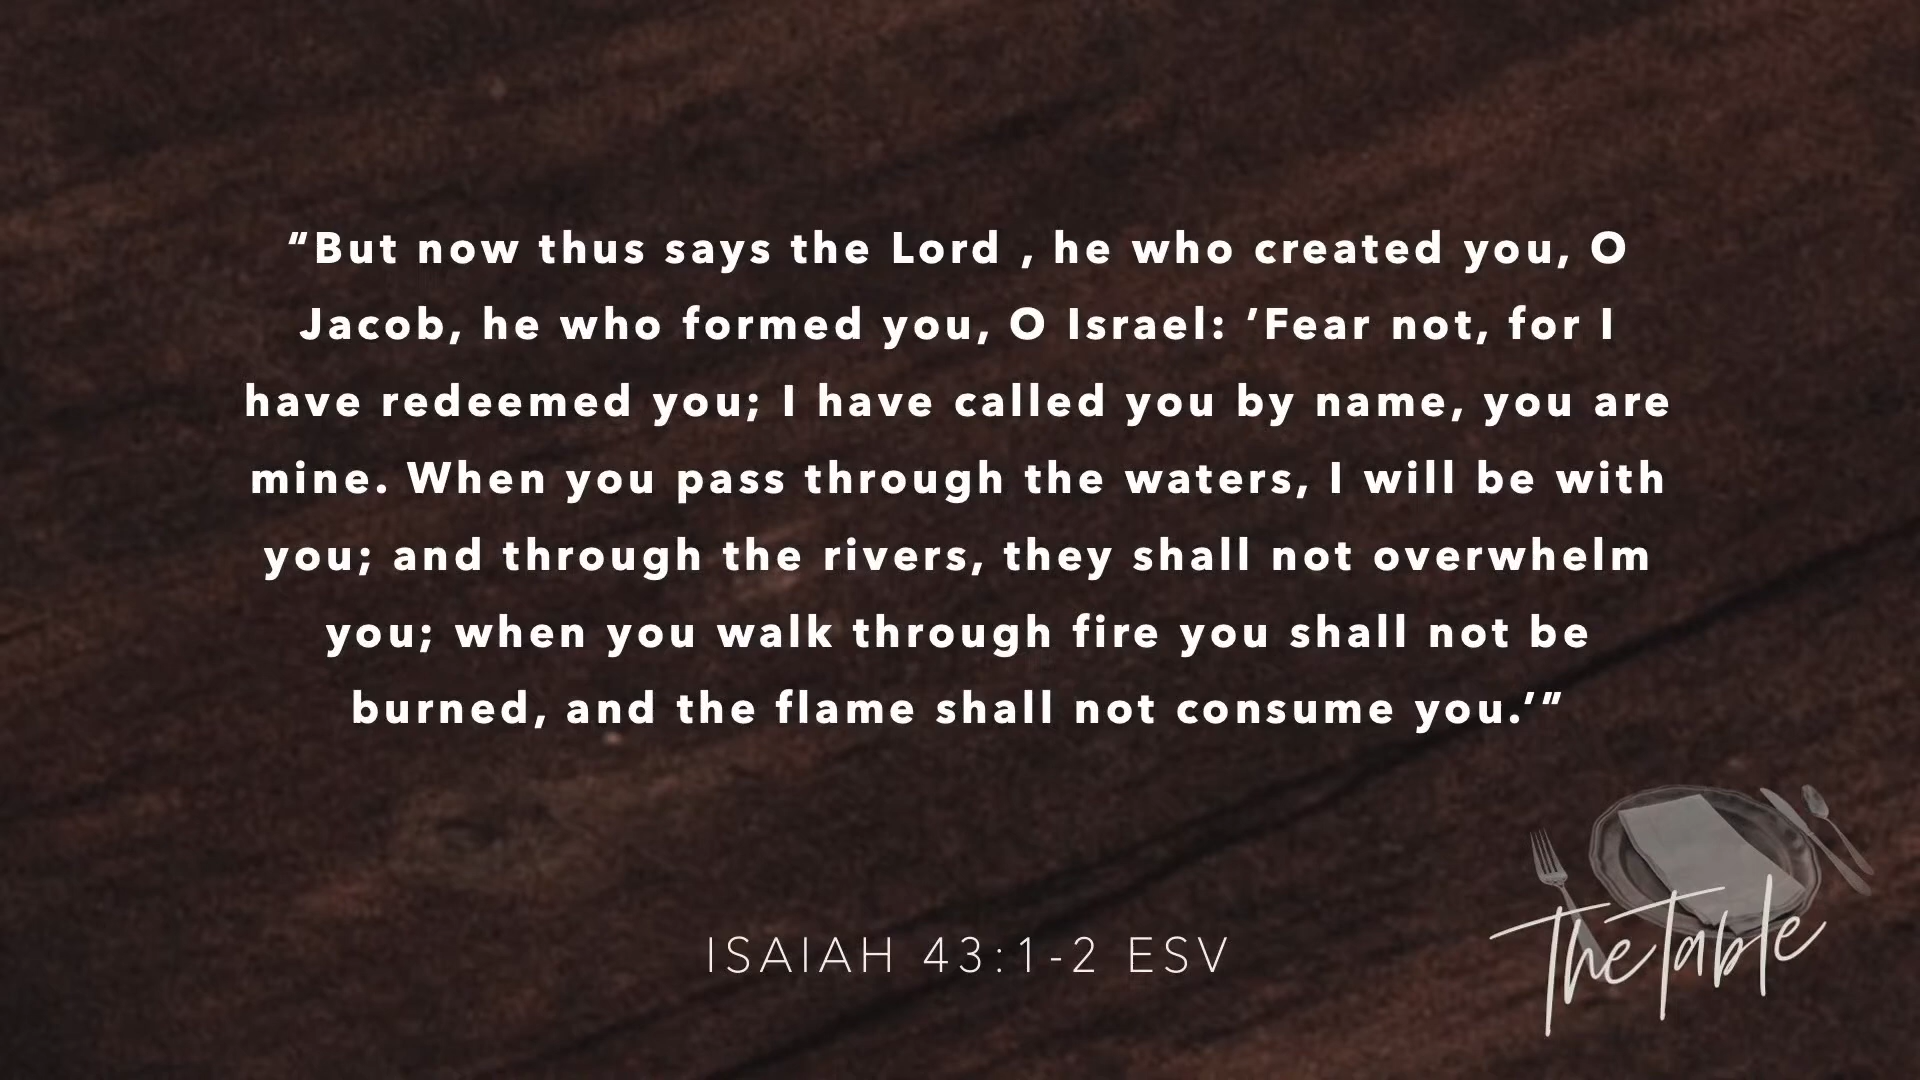 “But now thus says the Lord , he who created you, O
Jacob, he who formed you, O Israel: ’Fear not, for I
have redeemed you; I have called you by name, you are
mine. When you pass through the waters, I will be with
you; and through the rivers, they shall not overwhelm
you; when you walk through fire you shall not be
burned, and the flame shall not consume you.’”
ISAIAH 43:1-2 ESV
The Table